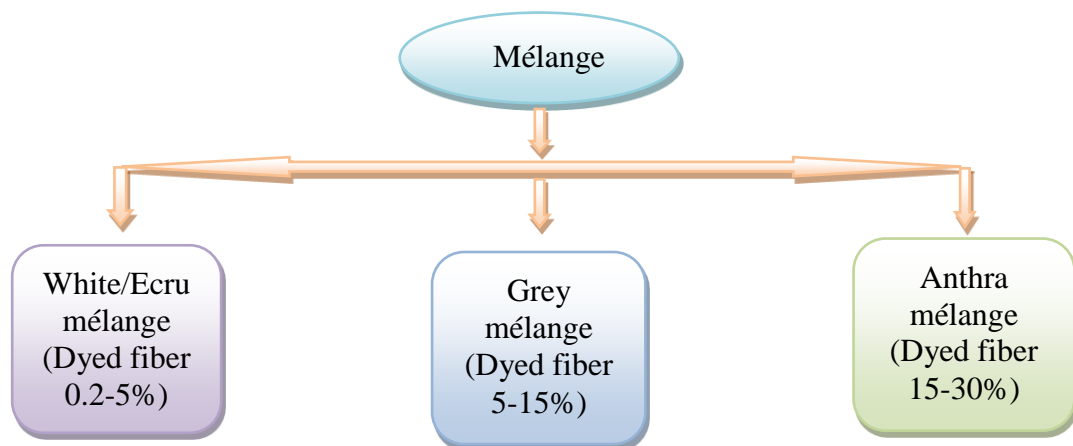 Mélange
White/Ecru
mélange
(Dyed fiber
0.2-5%)
Grey
mélange
(Dyed fiber
5-15%)
Anthra
mélange
(Dyed fiber
15-30%)